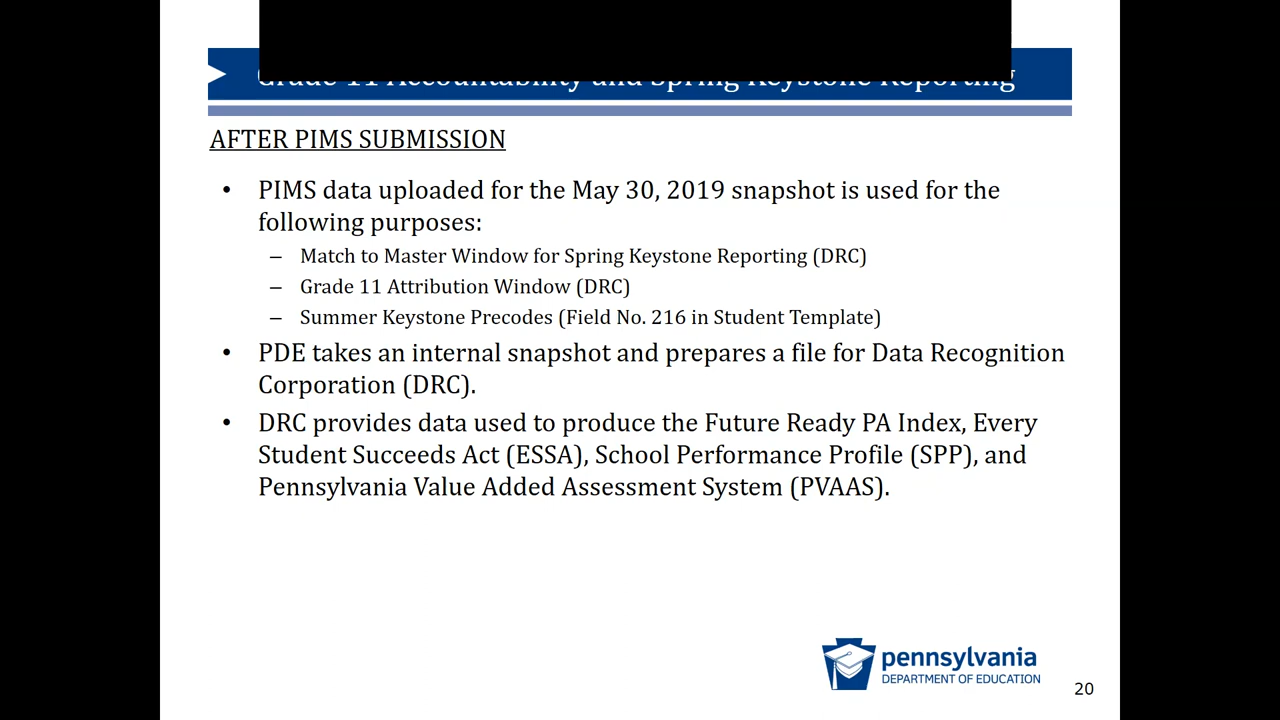 Grade 11 Accountability and Spring Keystone Reporting
AFTER PIMS SUBMISSION
• PIMS data uploaded for the May 30, 2019 snapshot is used for the
following purposes:
– Match to Master Window for Spring Keystone Reporting (DRC)
– Grade 11 Attribution Window (DRC)
– Summer Keystone Precodes (Field No. 216 in Student Template)
• PDE takes an internal snapshot and prepares a file for Data Recognition
Corporation (DRC).
• DRC provides data used to produce the Future Ready PA Index, Every
Student Succeeds Act (ESSA), School Performance Profile (SPP), and
Pennsylvania Value Added Assessment System (PVAAS).
pennsylvania
DEPARTMENT OF EDUCATION
20